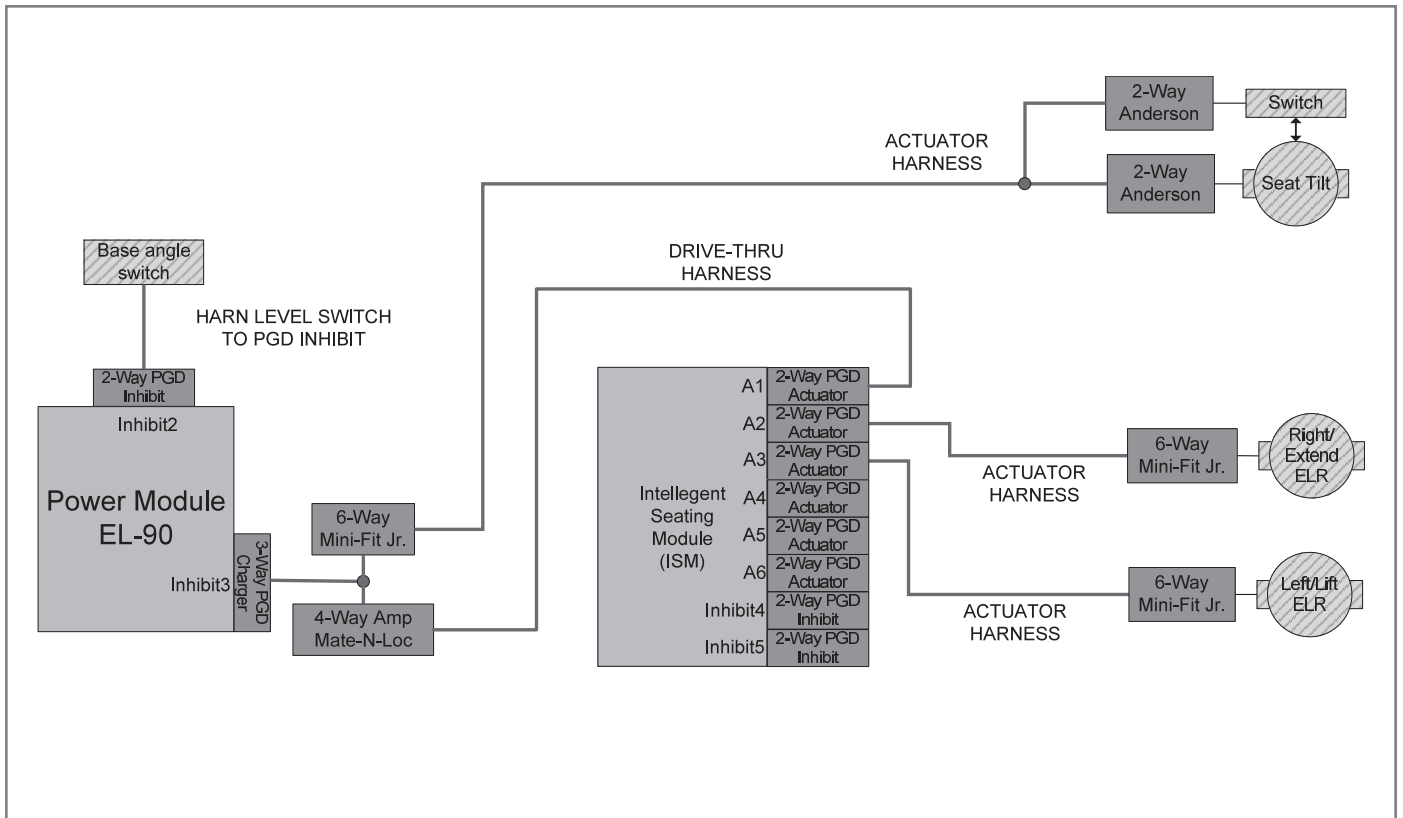 2-Way
Anderson
Switch
ACTUATOR
HARNESS
2-Way
Anderson
Seat Tilt
Base angle
switch
DRIVE-THRU
HARNESS
HARN LEVEL SWITCH
TO PGD INHIBIT
2-Way PGD
Inhibit
Inhibit2
Power Module
EL-90
Inhibit3
3-Way PGD
Charger
6-Way
Mini-Fit Jr.
4-Way Amp
Mate-N-Loc
Intellegent
Seating
Module
(ISM)
A1
2-Way PGD
Actuator
A2
2-Way PGD
Actuator
A3
2-Way PGD
Actuator
A4
2-Way PGD
Actuator
A5
2-Way PGD
Actuator
A6
2-Way PGD
Actuator
Inhibit4
2-Way PGD
Inhibit
Inhibit5
2-Way PGD
Inhibit
ACTUATOR
HARNESS
6-Way
Mini-Fit Jr.
Right/
Extend
ELR
ACTUATOR
HARNESS
6-Way
Mini-Fit Jr.
Left/Lift
ELR